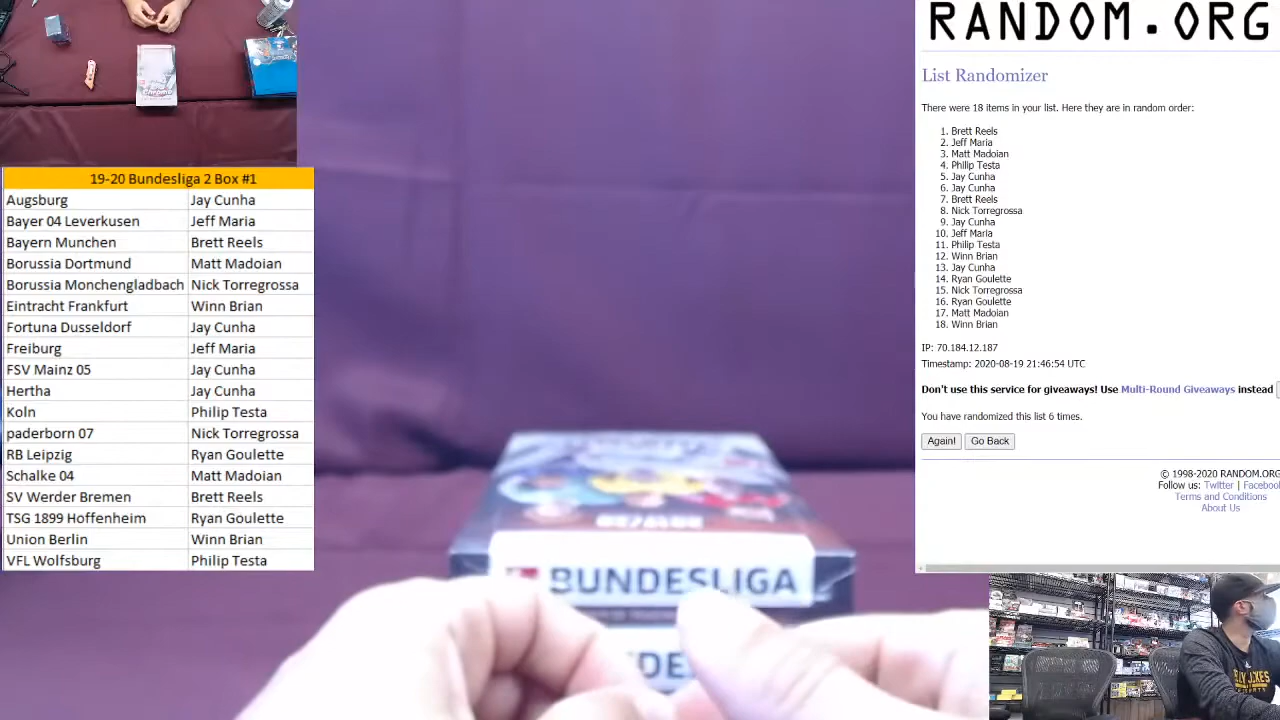 RANDOM.ORG
List Randomizer
There were 18 items in your list. Here they are in random order:
1. Brett Reels
2. Jeff Maria
3. Matt Madoian
4. Philip Testa
5. Jay Cunha
6. Jay Cunha
7. Brett Reels
8. Nick Torregrossa
9. Jay Cunha
10. Jeff Maria
11. Philip Testa
12. Winn Brian
13. Jay Cunha
14. Ryan Goulette
15. Nick Torregrossa
16. Ryan Goulette
17. Matt Madoian
18. Winn Brian
IP: 70.184.12.187
Timestamp: 2020-08-19 21:46:54 UTC
Don't use this service for giveaways! Use Multi-Round Giveaways instead
You have randomized this list 6 times.
Again! Go Back
© 1998-2020 RANDOM.ORG
Follow us: Twitter | Facebook
Terms and Conditions
About Us
19-20 Bundesliga 2 Box #1
Augsburg Jay Cunha
Bayer 04 Leverkusen Jeff Maria
Bayern Munchen Brett Reels
Borussia Dortmund Matt Madoian
Borussia Monchengladbach Nick Torregrossa
Eintracht Frankfurt Winn Brian
Fortuna Dusseldorf Jay Cunha
Freiburg Jeff Maria
FSV Mainz 05 Jay Cunha
Hertha Jay Cunha
Koln Philip Testa
paderborn 07 Nick Torregrossa
RB Leipzig Ryan Goulette
Schalke 04 Matt Madoian
SV Werder Bremen Brett Reels
TSG 1899 Hoffenheim Ryan Goulette
Union Berlin Winn Brian
VFL Wolfsburg Philip Testa
BUNDESLIGA